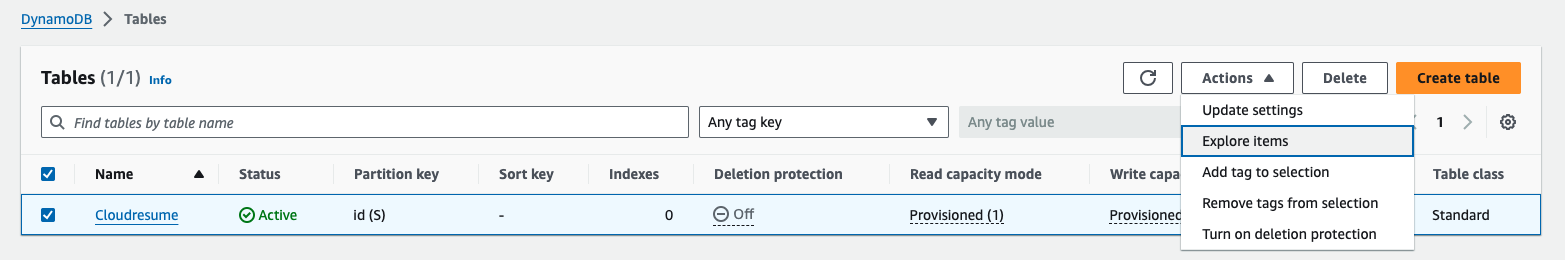 DynamoDB > Tables
Tables (1/1) Info
Actions Delete Create table
Find tables by table name Any tag key Any tag value 1
Update settings
Explore items
Add tag to selection
Remove tags from selection
Turn on deletion protection
Name Status Partition key Sort key Indexes Deletion protection Read capacity mode Write capa Table class
Cloudresume Active id (S) - 0 Off Provisioned (1) Provisioned Standard